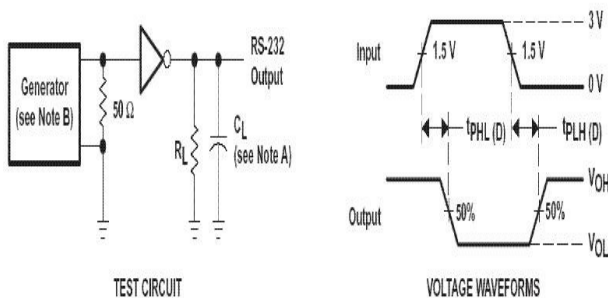 Generator
(see Note B)
50 Ω
RS-232
Output
RL
CL
(see Note A)
TEST CIRCUIT
Input
1.5 V
1.5 V
3 V
0 V
tPHL (D)
tPLH (D)
Output
50%
50%
VOH
VOL
VOLTAGE WAVEFORMS